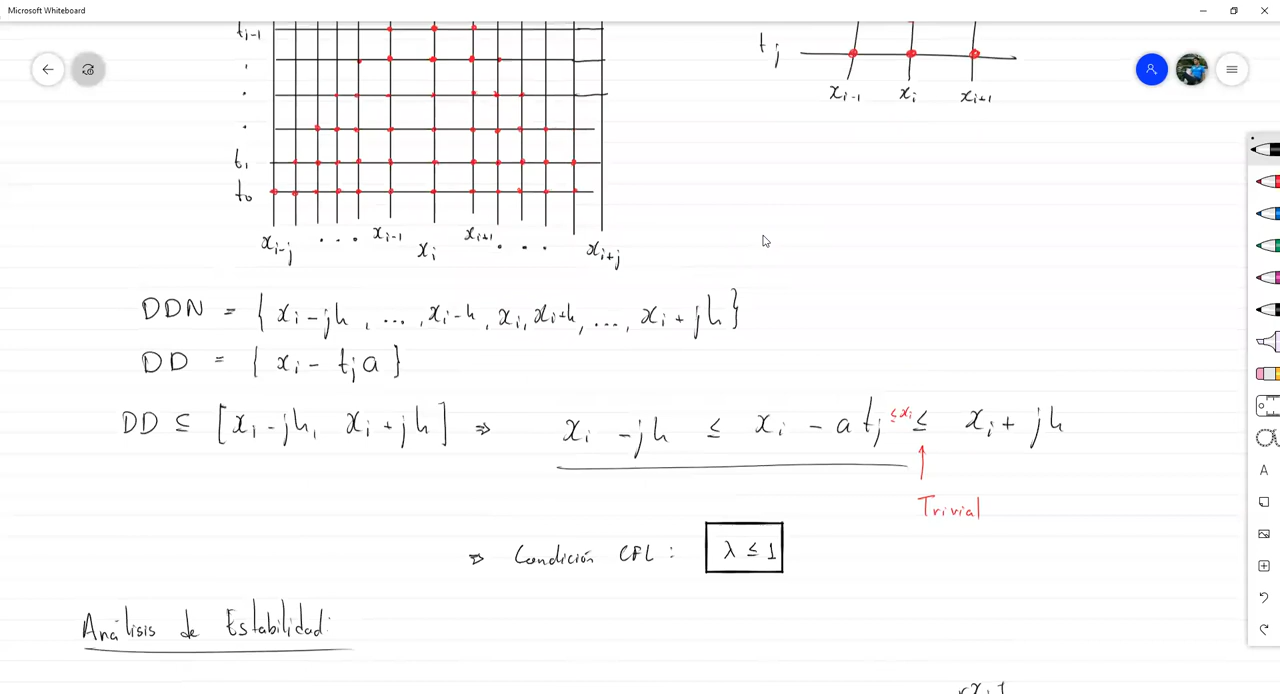 Microsoft Whiteboard
t_{i-1}
t_j
.
.
.
t_1
t_0
x_{i-j} . . . x_{i-1} x_i x_{i+1} . . . x_{i+j}
x_{i-1} x_i x_{i+1}
DDN = { x_i - jh, ..., x_i - h, x_i, x_i + h, ..., x_i + jh }
DD = { x_i - t_j a }
DD ⊆ [ x_i - jh, x_i + jh ] ⇒ x_i - jh ≤ x_i - a t_j ≤ x_i ≤ x_i + jh
Trivial
⇒ Condición CFL : λ ≤ 1
Análisis de Estabilidad:
A